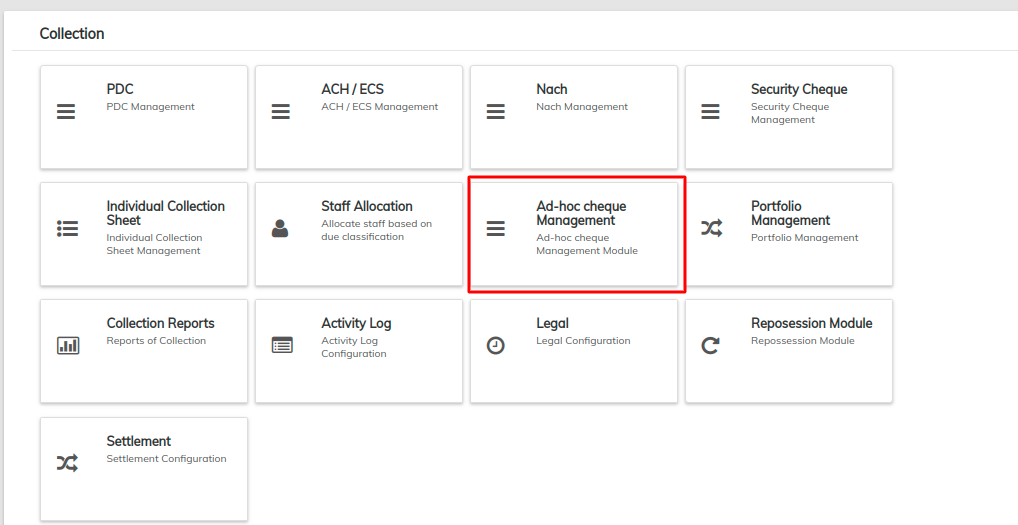 Collection
PDC
PDC Management
ACH / ECS
ACH / ECS Management
Nach
Nach Management
Security Cheque
Security Cheque
Management
Individual Collection
Sheet
Individual Collection
Sheet Management
Staff Allocation
Allocate staff based on
due classification
Ad-hoc cheque
Management
Ad-hoc cheque
Management Module
Portfolio
Management
Portfolio Management
Collection Reports
Reports of Collection
Activity Log
Activity Log
Configuration
Legal
Legal Configuration
Reposession Module
Repossession Module
Settlement
Settlement Configuration